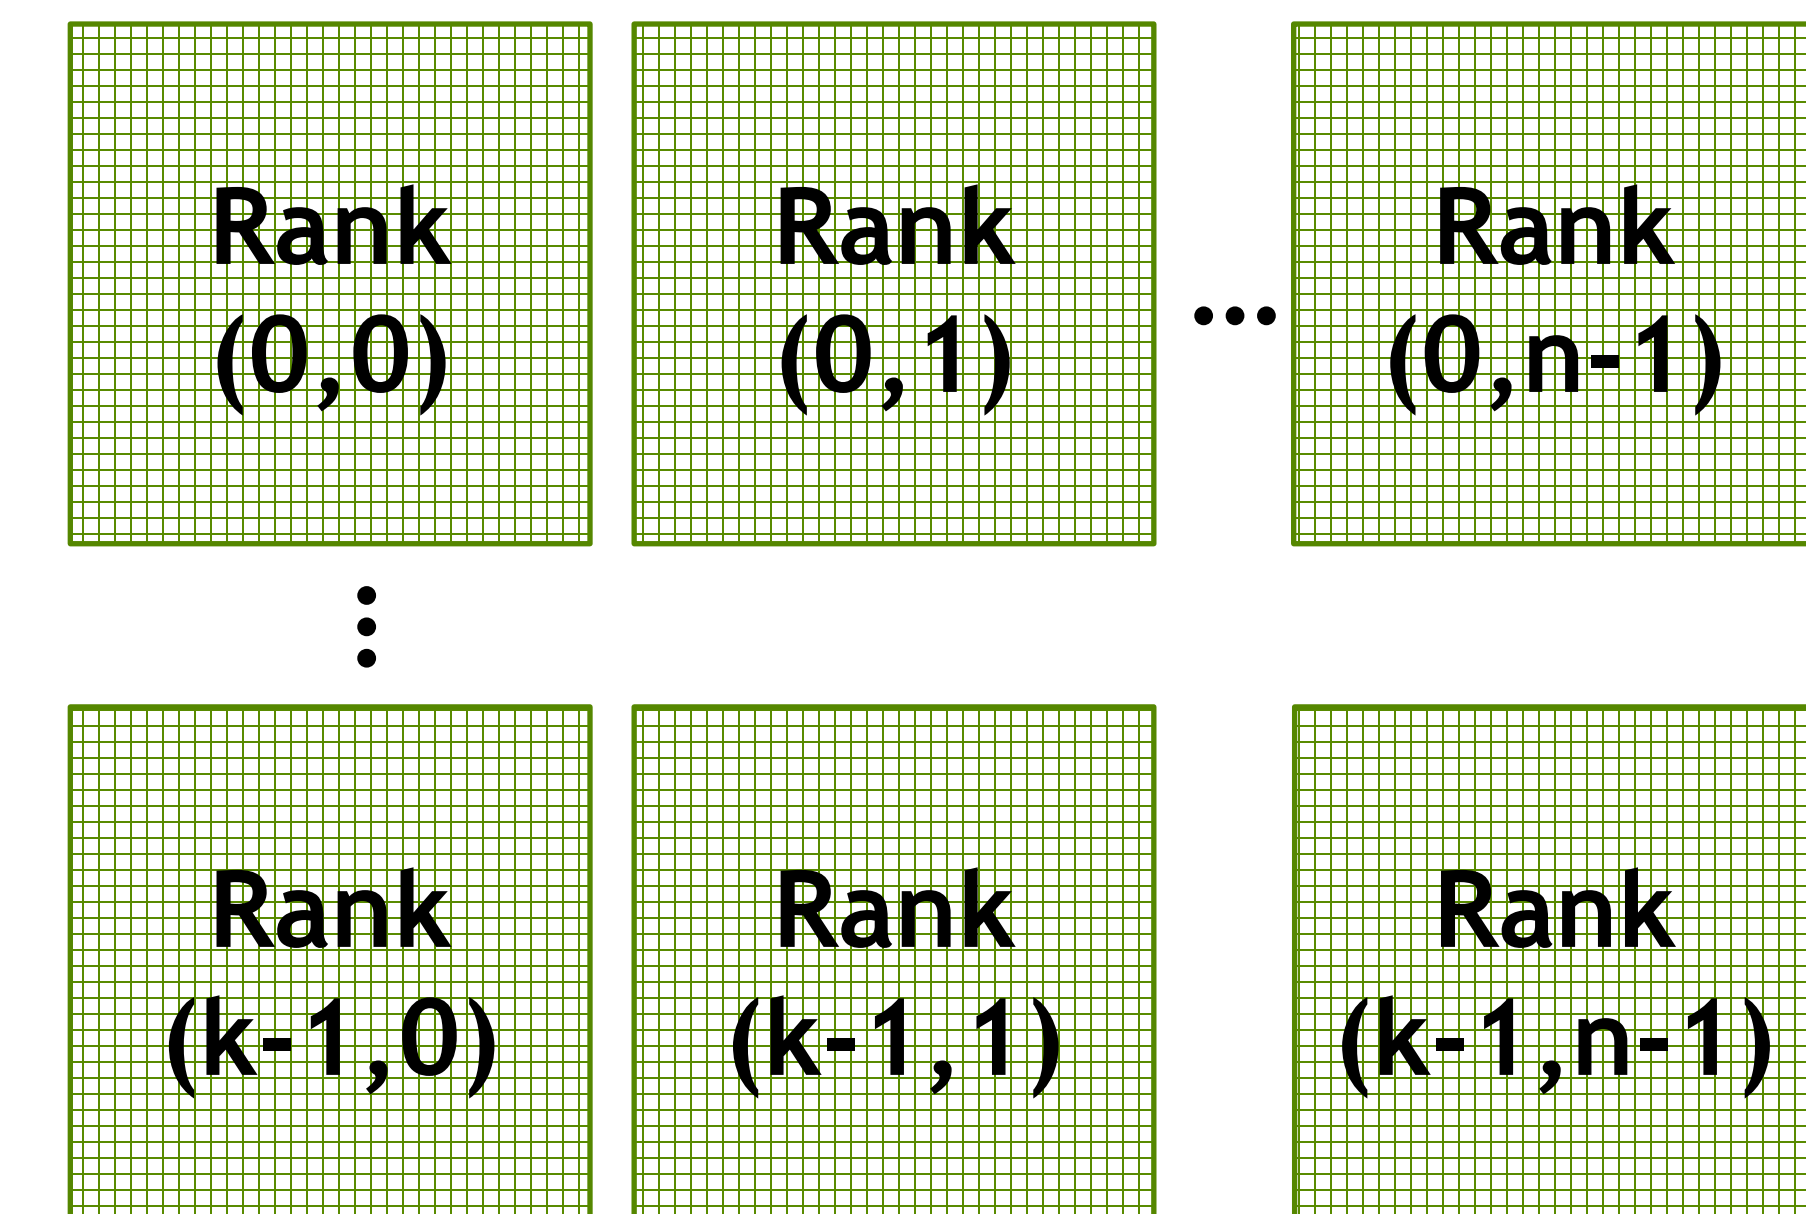 Rank
(0,0)
Rank
(0,1)
...
Rank
(0,n-1)
...
Rank
(k-1,0)
Rank
(k-1,1)
Rank
(k-1,n-1)